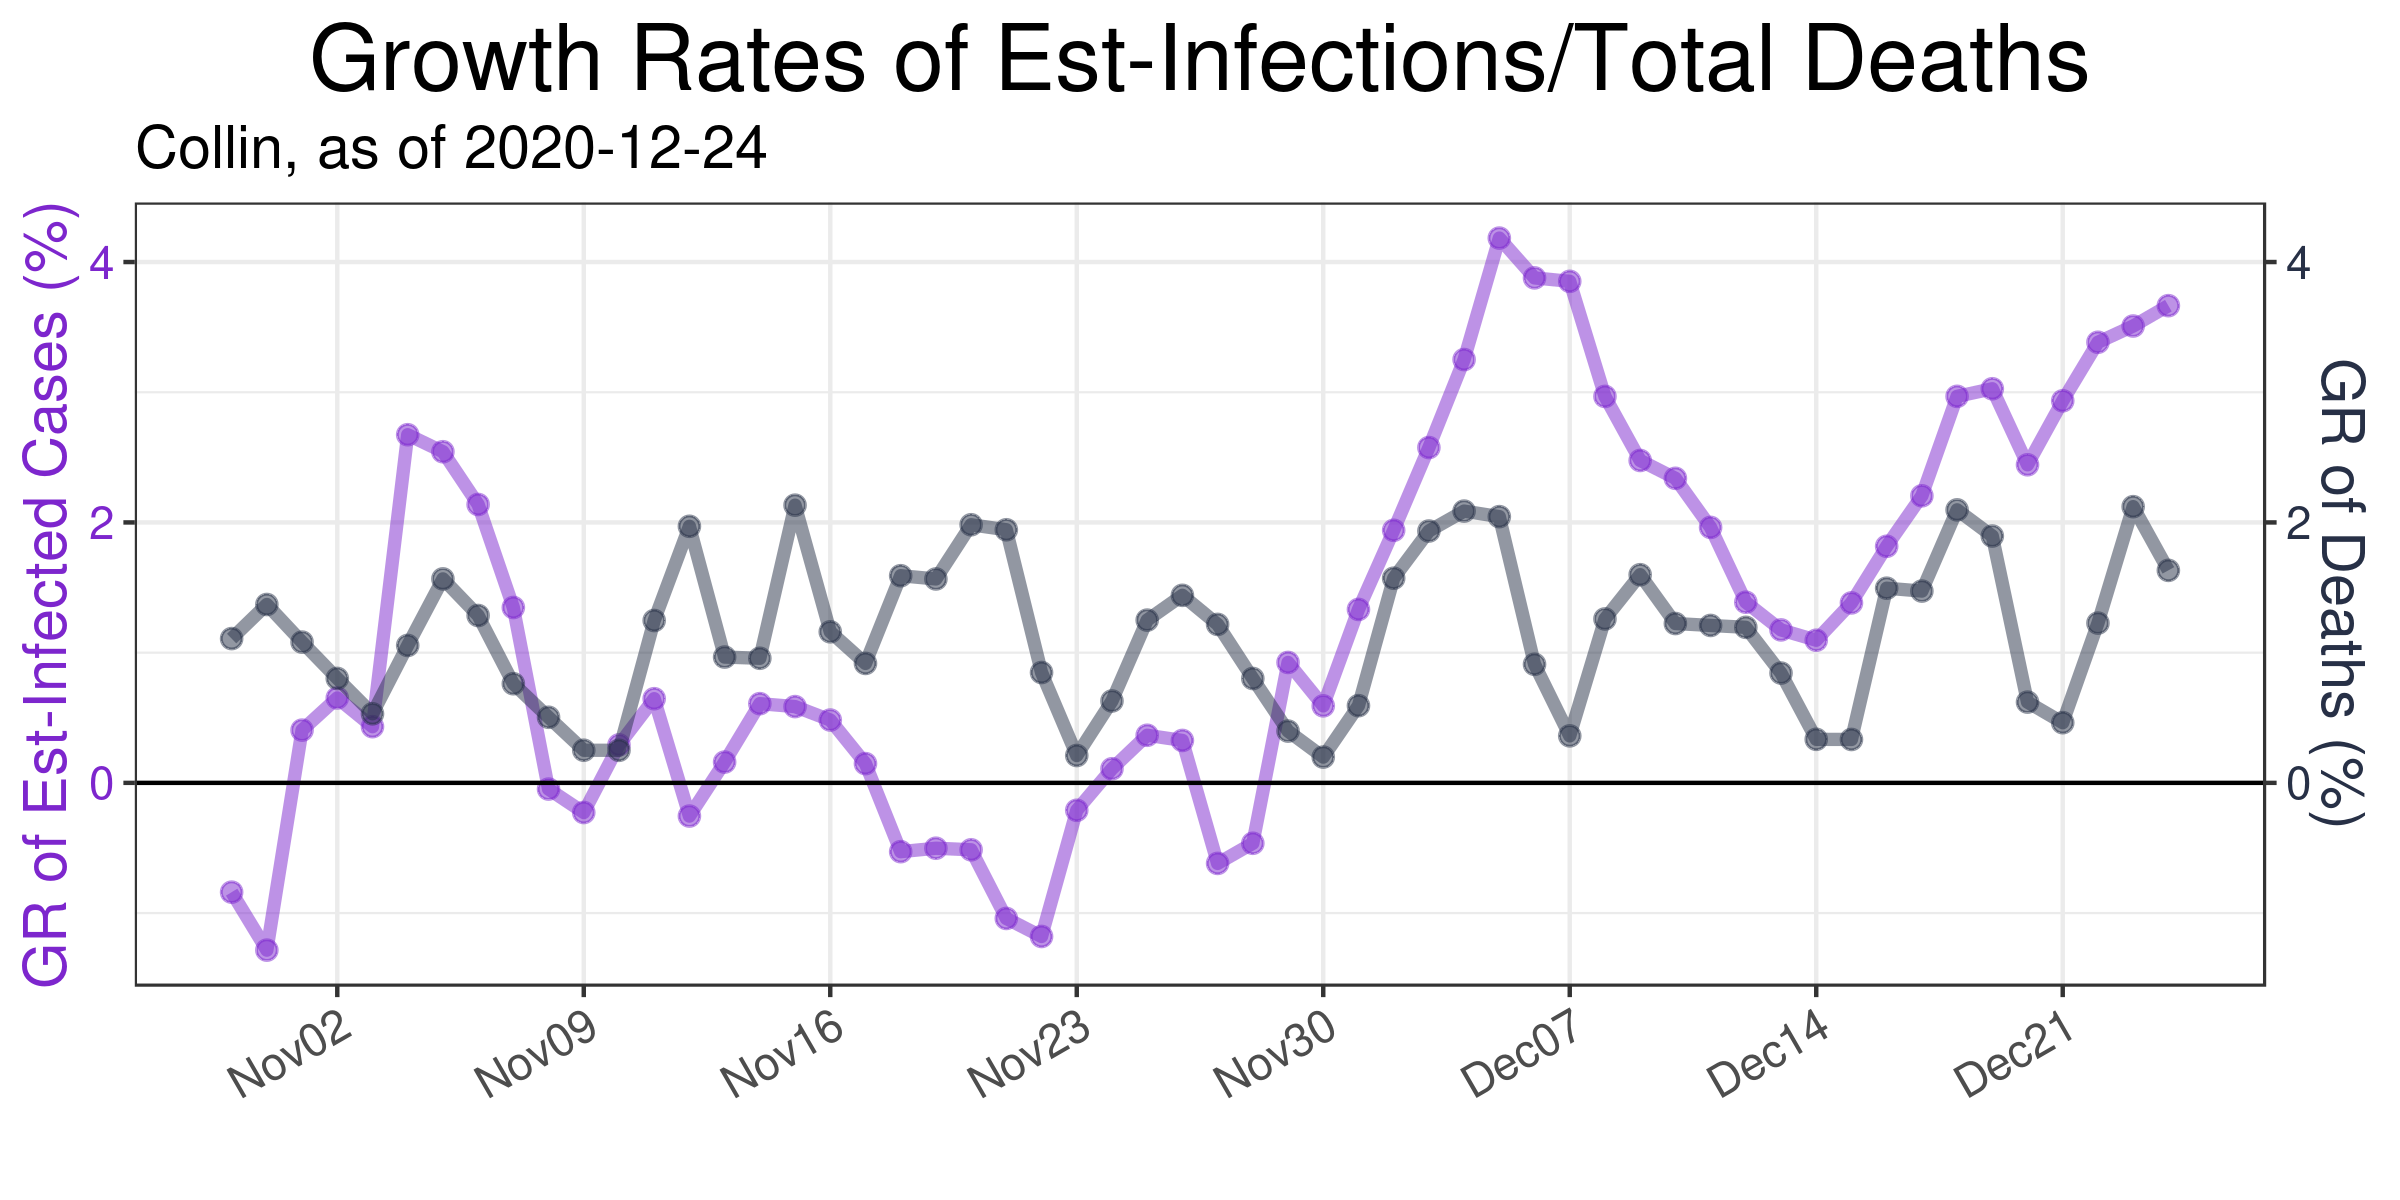 Growth Rates of Est-Infections/Total Deaths
Collin, as of 2020-12-24
GR of Est-Infected Cases (%)
4
2
0
4
2
0
GR of Deaths (%)
Nov02
Nov09
Nov16
Nov23
Nov30
Dec07
Dec14
Dec21